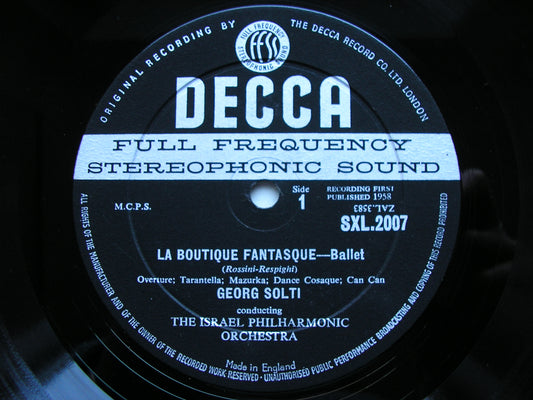 ORIGINAL RECORDING BY THE DECCA RECORD CO. LTD. LONDON
FULL FREQUENCY STEREOPHONIC SOUND
FFSS
DECCA
FULL FREQUENCY
STEREOPHONIC SOUND
M.C.P.S.
Side
1
RECORDING FIRST
PUBLISHED 1958
ZAL.3583
SXL.2007
LA BOUTIQUE FANTASQUE—Ballet
(Rossini-Respighi)
Overture; Tarantella; Mazurka; Dance Cosaque; Can Can
GEORG SOLTI
conducting
THE ISRAEL PHILHARMONIC
ORCHESTRA
Made in England
ALL RIGHTS OF THE MANUFACTURER AND OF THE OWNER OF THE RECORDED WORK RESERVED · UNAUTHORISED PUBLIC PERFORMANCE BROADCASTING AND COPYING OF THIS RECORD PROHIBITED